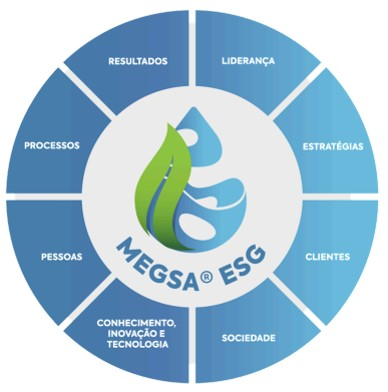 RESULTADOS
LIDERANÇA
PROCESSOS
ESTRATÉGIAS
PESSOAS
CLIENTES
CONHECIMENTO,
INOVAÇÃO E
TECNOLOGIA
SOCIEDADE
MEGSA® ESG